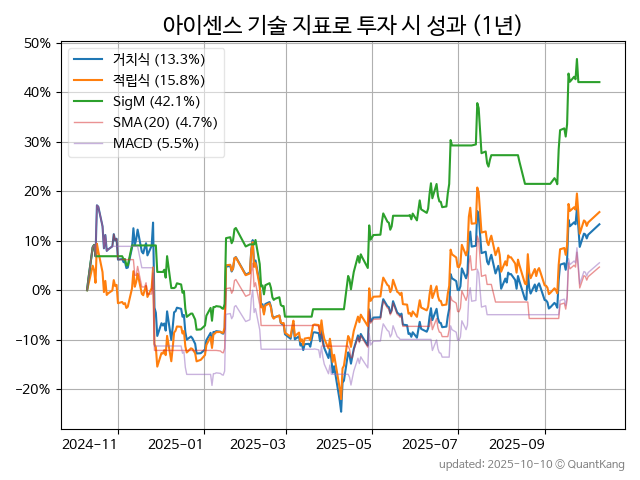 아이센스 기술 지표로 투자 시 성과 (1년)
거치식 (13.3%)
적립식 (15.8%)
SigM (42.1%)
SMA(20) (4.7%)
MACD (5.5%)
50%
40%
30%
20%
10%
0%
−10%
−20%
2024-11
2025-01
2025-03
2025-05
2025-07
2025-09
updated: 2025-10-10 © QuantKang